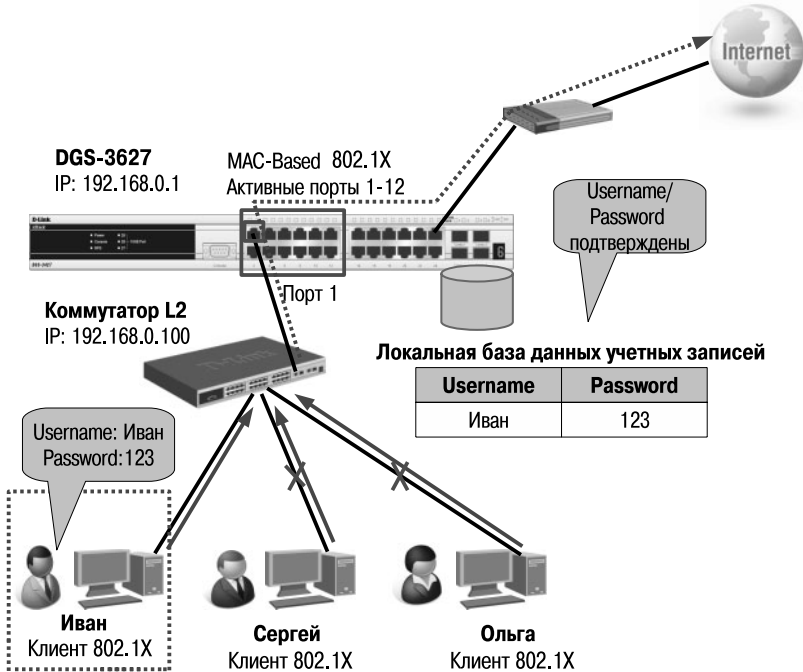 Internet
DGS-3627
IP: 192.168.0.1
MAC-Based 802.1X
Активные порты 1-12
Username/
Password
подтверждены
D-Link
6
Порт 1
Коммутатор L2
IP: 192.168.0.100
Локальная база данных учетных записей
Username Password
Иван 123
Username: Иван
Password:123
Иван
Клиент 802.1X
Сергей
Клиент 802.1X
Ольга
Клиент 802.1X